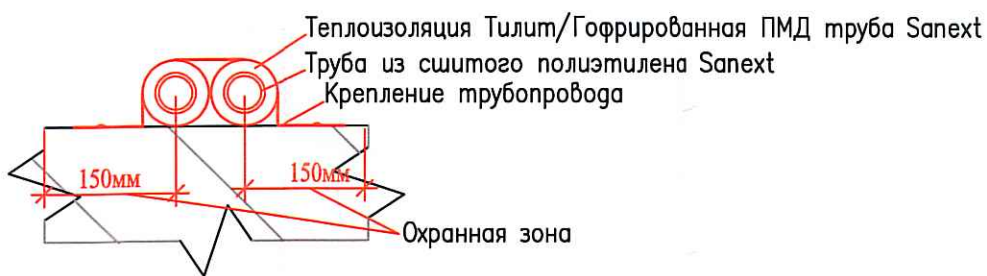 Теплоизоляция Тилит/Гофрированная ПМД труба Sanext
Труба из сшитого полиэтилена Sanext
Крепление трубопровода
150мм 150мм
Охранная зона